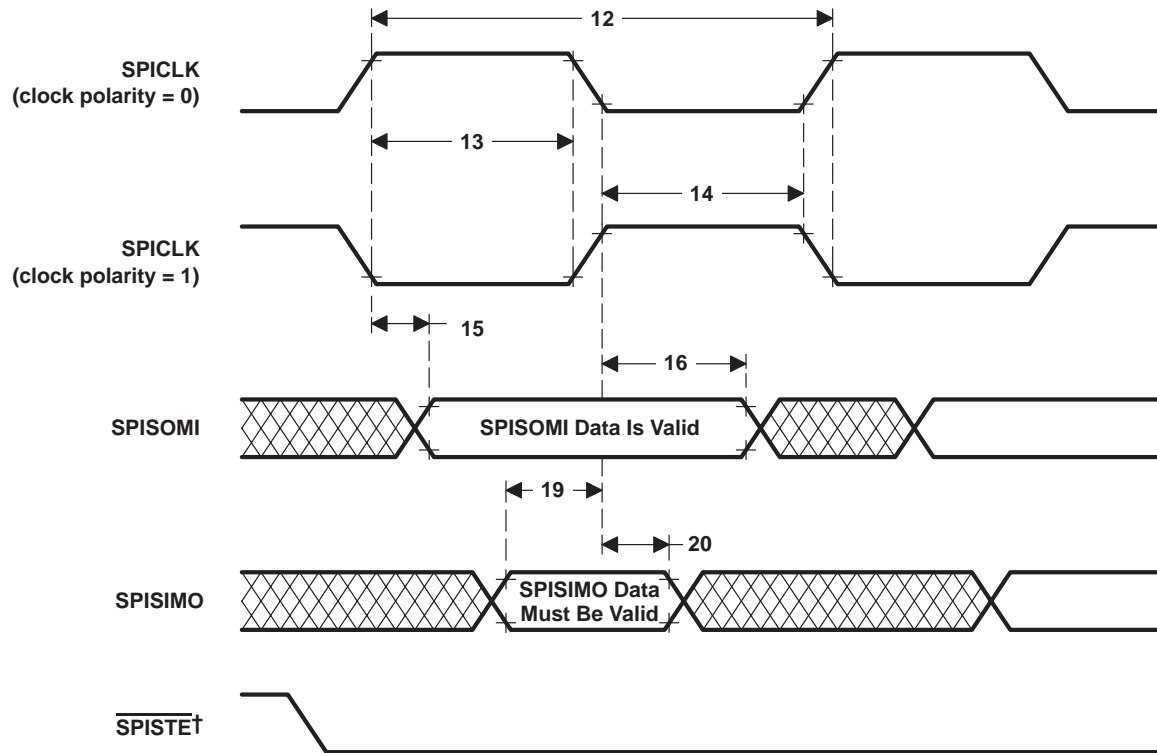 12
SPICLK
(clock polarity = 0)
13
14
SPICLK
(clock polarity = 1)
15
16
SPISOMI
SPISOMI Data Is Valid
19
20
SPISIMO
SPISIMO Data
Must Be Valid
SPISTE†